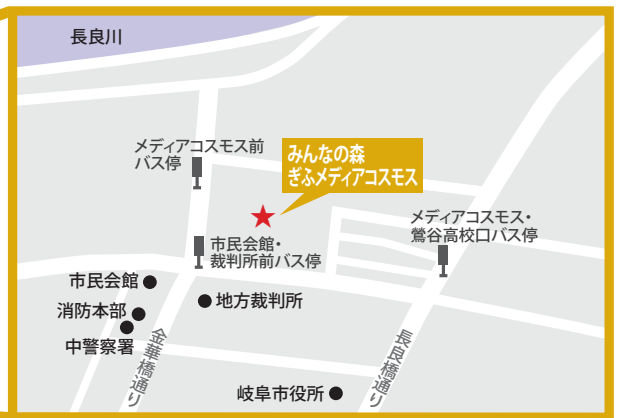 長良川
メディアコスモス前
バス停
みんなの森
ぎふメディアコスモス
メディアコスモス・
鶯谷高校口バス停
市民会館・
裁判所前バス停
市民会館
地方裁判所
消防本部
中警察署
金華橋通り
長良橋通り
岐阜市役所